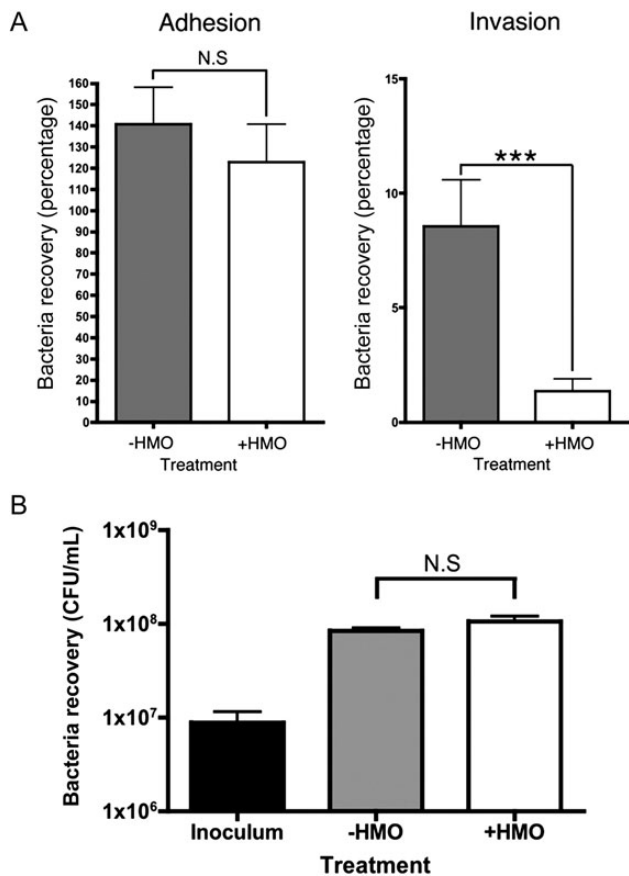 A
Adhesion
N.S
Bacteria recovery (percentage)
160
150
140
130
120
110
100
90
80
70
60
50
40
30
20
10
0
-HMO
+HMO
Treatment
Invasion
***
Bacteria recovery (percentage)
15
10
5
0
-HMO
+HMO
Treatment
B
N.S
Bacteria recovery (CFU/mL)
1x10⁹
1x10⁸
1x10⁷
1x10⁶
Inoculum
-HMO
+HMO
Treatment